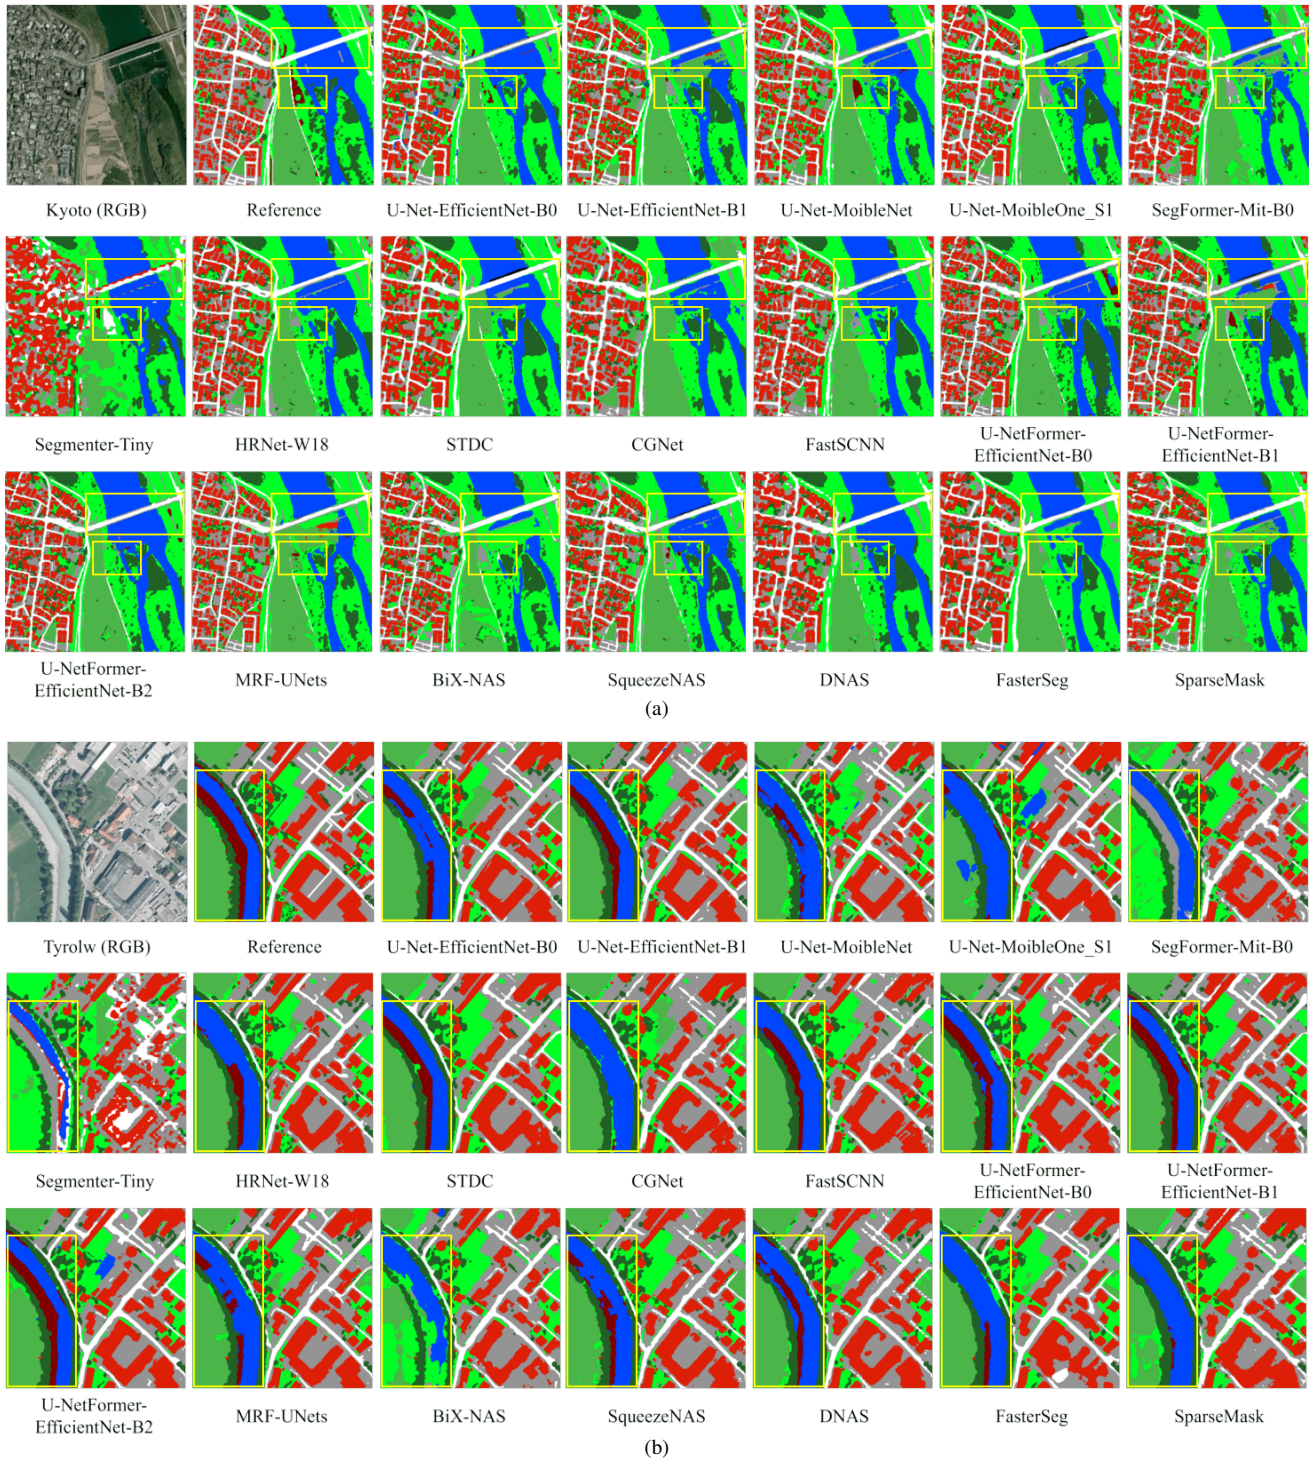 Kyoto (RGB)
Reference
U-Net-EfficientNet-B0
U-Net-EfficientNet-B1
U-Net-MoibleNet
U-Net-MoibleOne_S1
SegFormer-Mit-B0
Segmenter-Tiny
HRNet-W18
STDC
CGNet
FastSCNN
U-NetFormer-
EfficientNet-B0
U-NetFormer-
EfficientNet-B1
U-NetFormer-
EfficientNet-B2
MRF-UNets
BiX-NAS
SqueezeNAS
DNAS
FasterSeg
SparseMask
(a)
Tyrolw (RGB)
Reference
U-Net-EfficientNet-B0
U-Net-EfficientNet-B1
U-Net-MoibleNet
U-Net-MoibleOne_S1
SegFormer-Mit-B0
Segmenter-Tiny
HRNet-W18
STDC
CGNet
FastSCNN
U-NetFormer-
EfficientNet-B0
U-NetFormer-
EfficientNet-B1
U-NetFormer-
EfficientNet-B2
MRF-UNets
BiX-NAS
SqueezeNAS
DNAS
FasterSeg
SparseMask
(b)